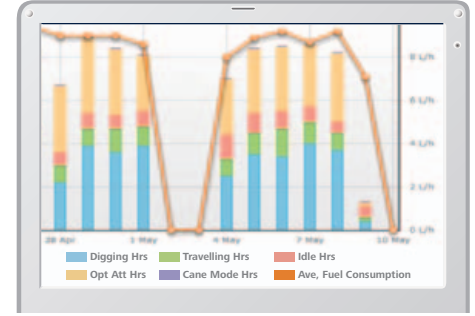 8 L/h
6 L/h
4 L/h
2 L/h
0 L/h
28 Apr 1 May 4 May 7 May 10 May
Digging Hrs Travelling Hrs Idle Hrs
Opt Att Hrs Cane Mode Hrs Ave, Fuel Consumption